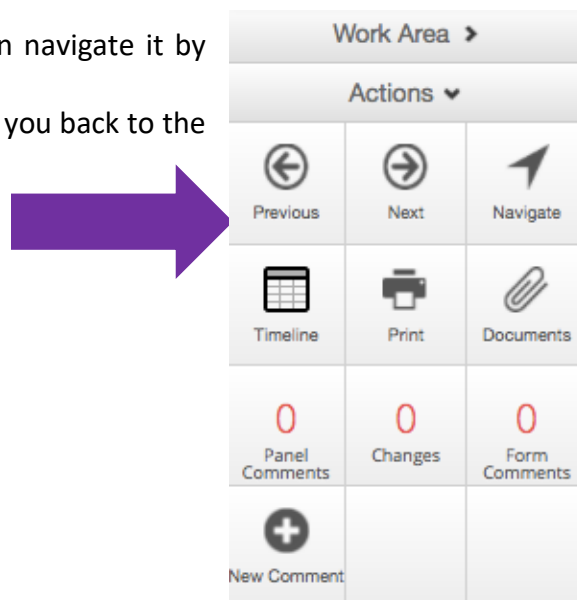 n navigate it by
you back to the
Work Area
Actions
Previous Next Navigate
Timeline Print Documents
0 0 0
Panel Comments Changes Form Comments
New Comment